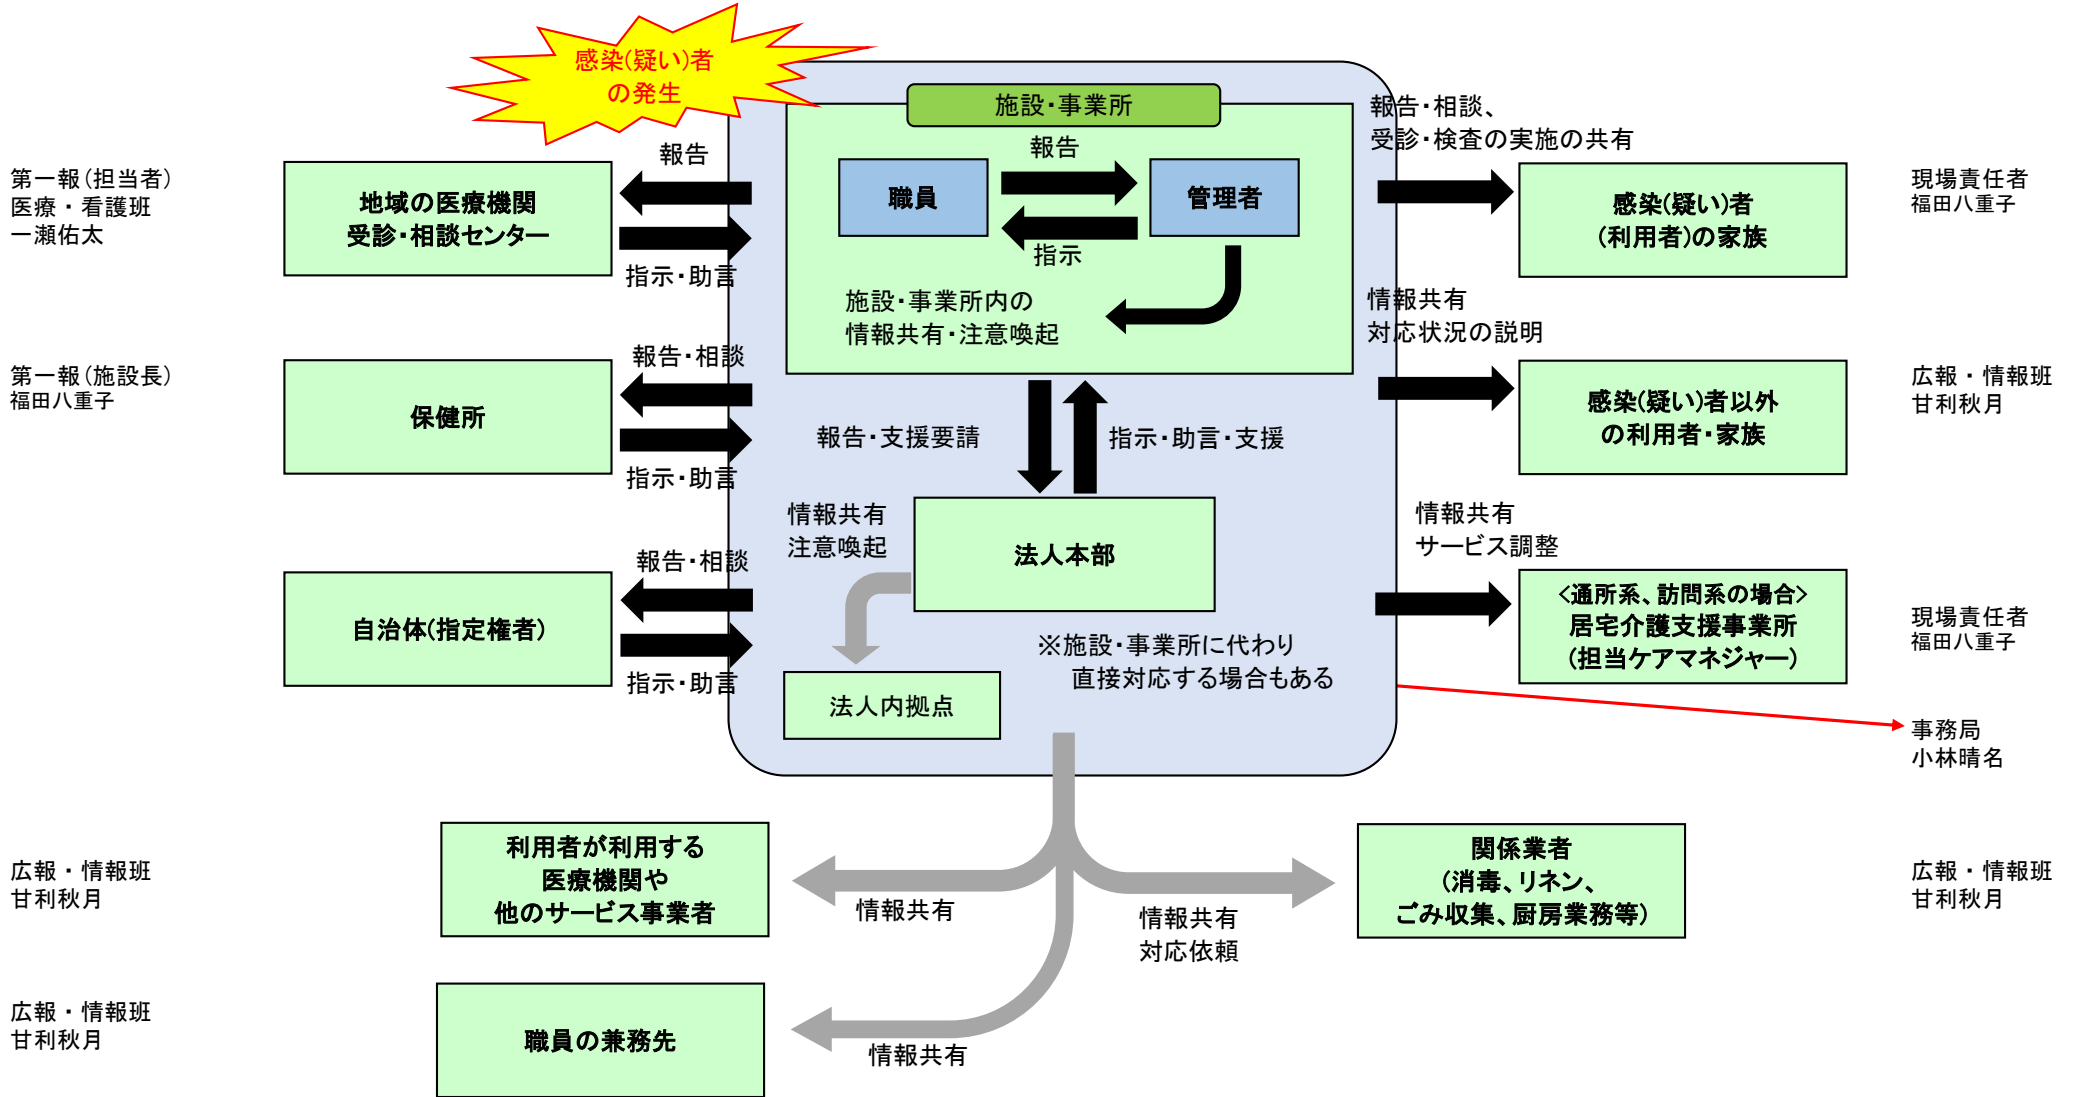 感染(疑い)者
の発生
施設・事業所
報告
職員
管理者
指示
施設・事業所内の
情報共有・注意喚起
第一報(担当者)
医療・看護班
一瀬佑太
地域の医療機関
受診・相談センター
報告
指示・助言
報告・相談、
受診・検査の実施の共有
感染(疑い)者
(利用者)の家族
現場責任者
福田八重子
第一報(施設長)
福田八重子
保健所
報告・相談
指示・助言
情報共有
対応状況の説明
感染(疑い)者以外
の利用者・家族
広報・情報班
甘利秋月
報告・支援要請
指示・助言・支援
自治体(指定権者)
報告・相談
指示・助言
情報共有
注意喚起
法人本部
※施設・事業所に代わり
直接対応する場合もある
法人内拠点
情報共有
サービス調整
<通所系、訪問系の場合>
居宅介護支援事業所
(担当ケアマネジャー)
現場責任者
福田八重子
事務局
小林晴名
広報・情報班
甘利秋月
利用者が利用する
医療機関や
他のサービス事業者
情報共有
情報共有
対応依頼
関係業者
(消毒、リネン、
ごみ収集、厨房業務等)
広報・情報班
甘利秋月
広報・情報班
甘利秋月
職員の兼務先
情報共有